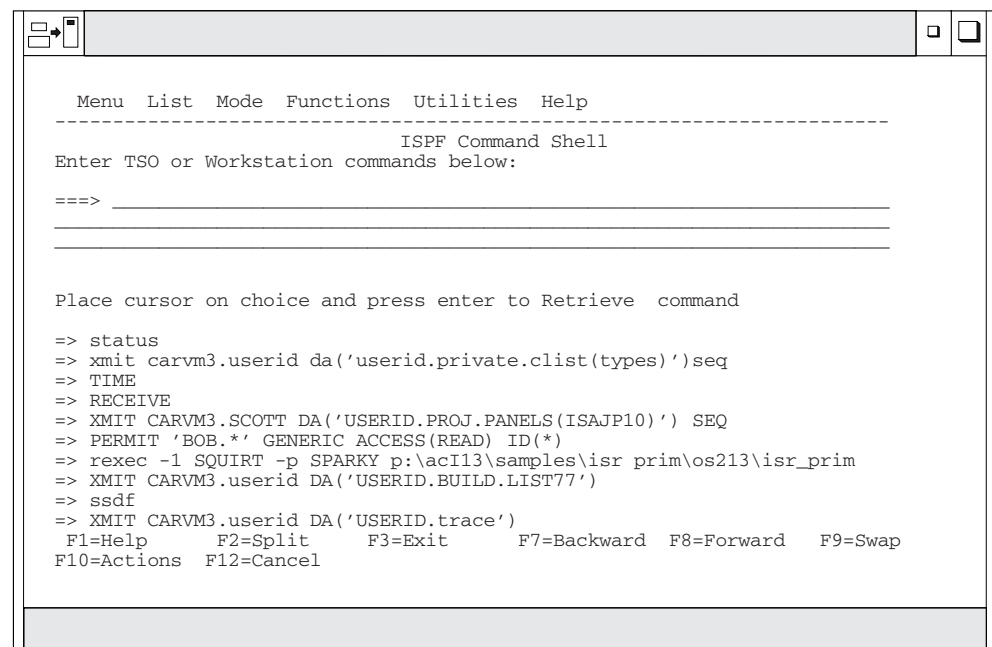 Menu  List  Mode  Functions  Utilities  Help
------------------------------------------------------------------------
ISPF Command Shell
Enter TSO or Workstation commands below:
===> ___________________________________________________________________
________________________________________________________________________
________________________________________________________________________
Place cursor on choice and press enter to Retrieve  command
=> status
=> xmit carvm3.userid da('userid.private.clist(types)')seq
=> TIME
=> RECEIVE
=> XMIT CARVM3.SCOTT DA('USERID.PROJ.PANELS(ISAJP10)') SEQ
=> PERMIT 'BOB.*' GENERIC ACCESS(READ) ID(*)
=> rexec -1 SQUIRT -p SPARKY p:\acI13\samples\isr prim\os213\isr_prim
=> XMIT CARVM3.userid DA('USERID.BUILD.LIST77')
=> ssdf
=> XMIT CARVM3.userid DA('USERID.trace')
F1=Help      F2=Split     F3=Exit      F7=Backward  F8=Forward   F9=Swap
F10=Actions  F12=Cancel